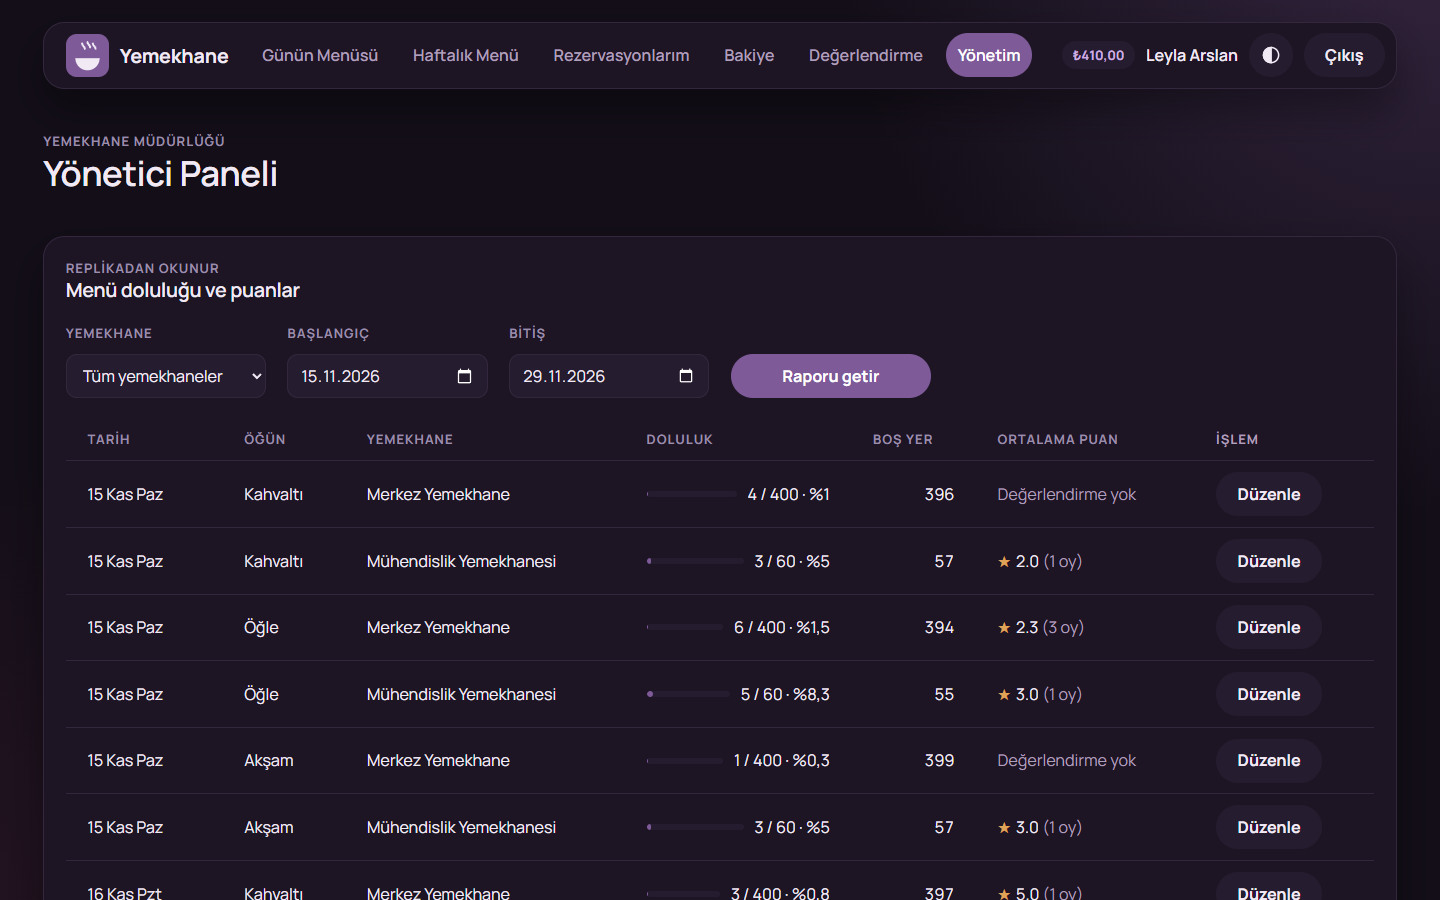 Yemekhane Günün Menüsü Haftalık Menü Rezervasyonlarım Bakiye Değerlendirme Yönetim ₺410,00 Leyla Arslan Çıkış
YEMEKHANE MÜDÜRLÜĞÜ
Yönetici Paneli
REPLİKADAN OKUNUR
Menü doluluğu ve puanlar
YEMEKHANE BAŞLANGIÇ BİTİŞ
Tüm yemekhaneler 15.11.2026 29.11.2026 Raporu getir
TARİH ÖĞÜN YEMEKHANE DOLULUK BOŞ YER ORTALAMA PUAN İŞLEM
15 Kas Paz Kahvaltı Merkez Yemekhane 4 / 400 · %1 396 Değerlendirme yok Düzenle
15 Kas Paz Kahvaltı Mühendislik Yemekhanesi 3 / 60 · %5 57 ★ 2.0 (1 oy) Düzenle
15 Kas Paz Öğle Merkez Yemekhane 6 / 400 · %1,5 394 ★ 2.3 (3 oy) Düzenle
15 Kas Paz Öğle Mühendislik Yemekhanesi 5 / 60 · %8,3 55 ★ 3.0 (1 oy) Düzenle
15 Kas Paz Akşam Merkez Yemekhane 1 / 400 · %0,3 399 Değerlendirme yok Düzenle
15 Kas Paz Akşam Mühendislik Yemekhanesi 3 / 60 · %5 57 ★ 3.0 (1 oy) Düzenle
16 Kas Pzt Kahvaltı Merkez Yemekhane 3 / 400 · %0,8 397 ★ 5.0 (1 oy) Düzenle